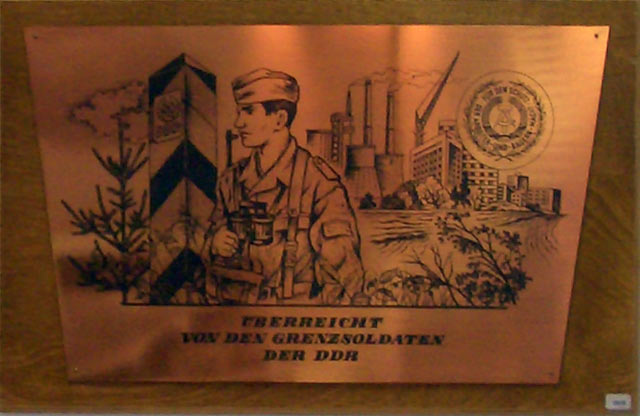 ÜBERREICHT
VON DEN GRENZSOLDATEN
DER DDR